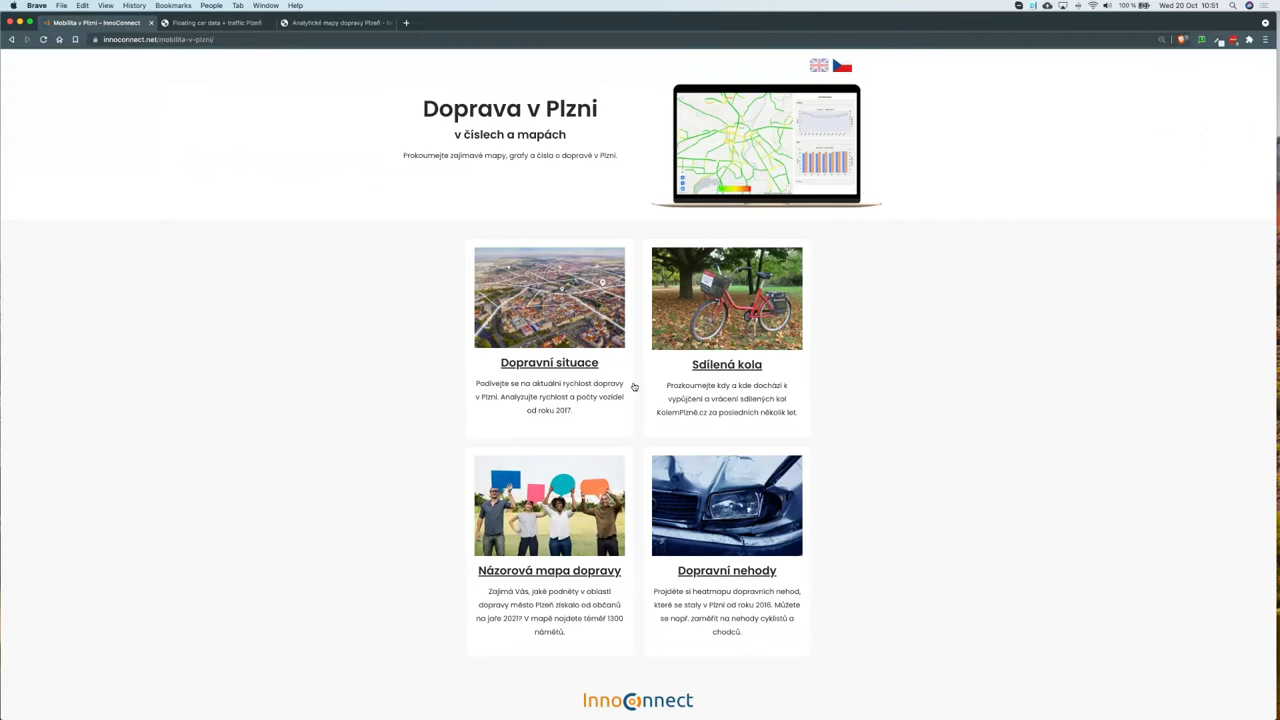 Brave File Edit View History Bookmarks People Tab Window Help
100 % Wed 20 Oct 10:51
Mobilita v Plzni – InnoConnect
Floating car data + traffic Plzeň
Analytické mapy dopravy Plzeň -
innoconnect.net/mobilita-v-plzni/
Doprava v Plzni
v číslech a mapách
Prokoumejte zajímavé mapy, grafy a čísla o dopravě v Plzni.
Dopravní situace
Podívejte se na aktuální rychlost dopravy
v Plzni. Analyzujte rychlost a počty vozidel
od roku 2017.
Sdílená kola
Prozkoumejte kdy a kde dochází k
vypůjčení a vrácení sdílených kol
KolemPlzně.cz za posledních několik let.
Názorová mapa dopravy
Zajímá Vás, jaké podněty v oblasti
dopravy město Plzeň získalo od občanů
na jaře 2021? V mapě najdete téměř 1300
námětů.
Dopravní nehody
Projděte si heatmapu dopravních nehod,
které se staly v Plzni od roku 2016. Můžete
se např. zaměřit na nehody cyklistů a
chodců.
InnoConnect